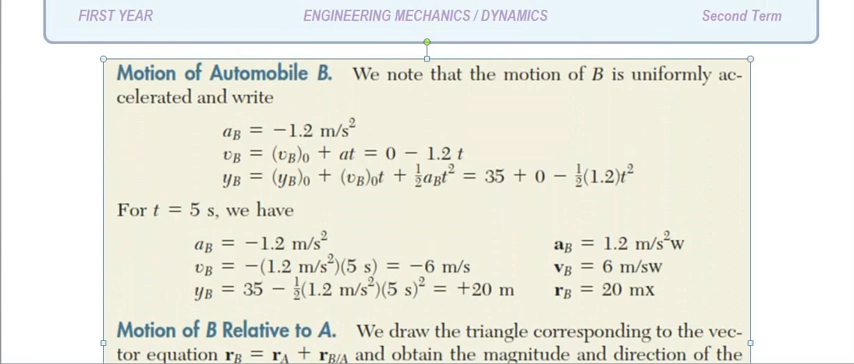 FIRST YEAR ENGINEERING MECHANICS / DYNAMICS Second Term
Motion of Automobile B. We note that the motion of B is uniformly ac-
celerated and write
aB = −1.2 m/s²
vB = (vB)0 + at = 0 − 1.2 t
yB = (yB)0 + (vB)0t + ½aBt² = 35 + 0 − ½(1.2)t²
For t = 5 s, we have
aB = −1.2 m/s² aB = 1.2 m/s²w
vB = −(1.2 m/s²)(5 s) = −6 m/s vB = 6 m/sw
yB = 35 − ½(1.2 m/s²)(5 s)² = +20 m rB = 20 mx
Motion of B Relative to A. We draw the triangle corresponding to the vec-
tor equation rB = rA + rB/A and obtain the magnitude and direction of the